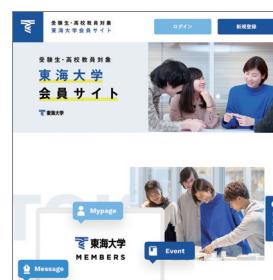 受験生・高校教員対象
東海大学会員サイト
ログイン
新規登録
受験生・高校教員対象
東海大学
会員サイト
東海大学
Mypage
東海大学
MEMBERS
Event
Message